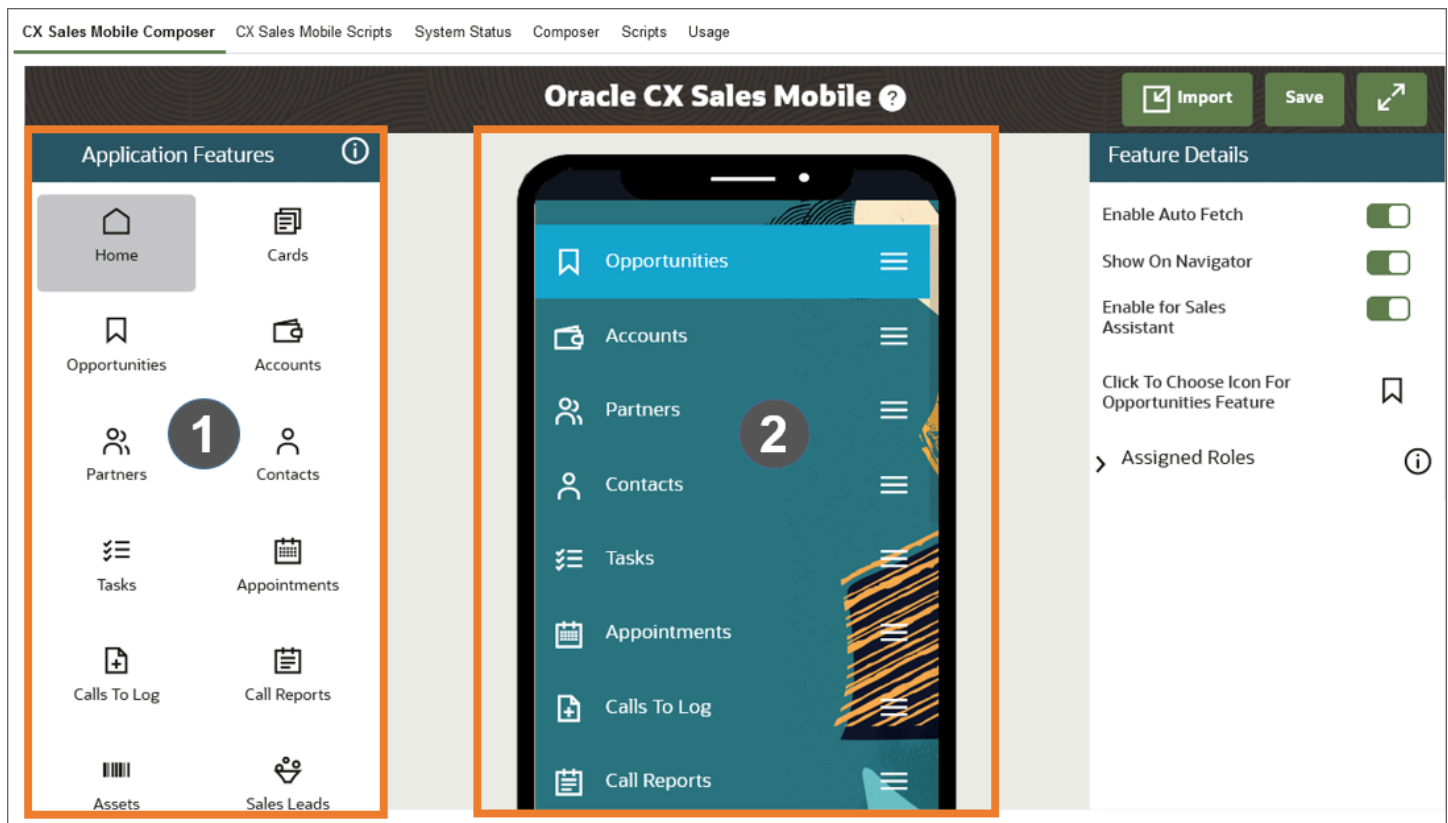 CX Sales Mobile Composer CX Sales Mobile Scripts System Status Composer Scripts Usage
Oracle CX Sales Mobile ?
Import Save
Application Features i
Home Cards
Opportunities Accounts
1
Partners Contacts
Tasks Appointments
Calls To Log Call Reports
Assets Sales Leads
Opportunities
Accounts
Partners
2
Contacts
Tasks
Appointments
Calls To Log
Call Reports
Feature Details
Enable Auto Fetch
Show On Navigator
Enable for Sales
Assistant
Click To Choose Icon For
Opportunities Feature
Assigned Roles i